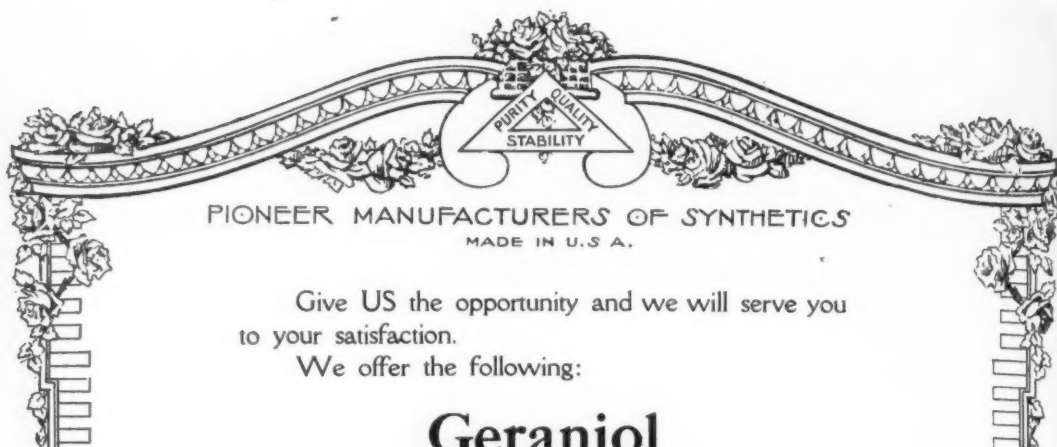 PURITY QUALITY
STABILITY
PIONEER MANUFACTURERS OF SYNTHETICS
MADE IN U.S A.
Give US the opportunity and we will serve you
to your satisfaction.
We offer the following:
Geraniol